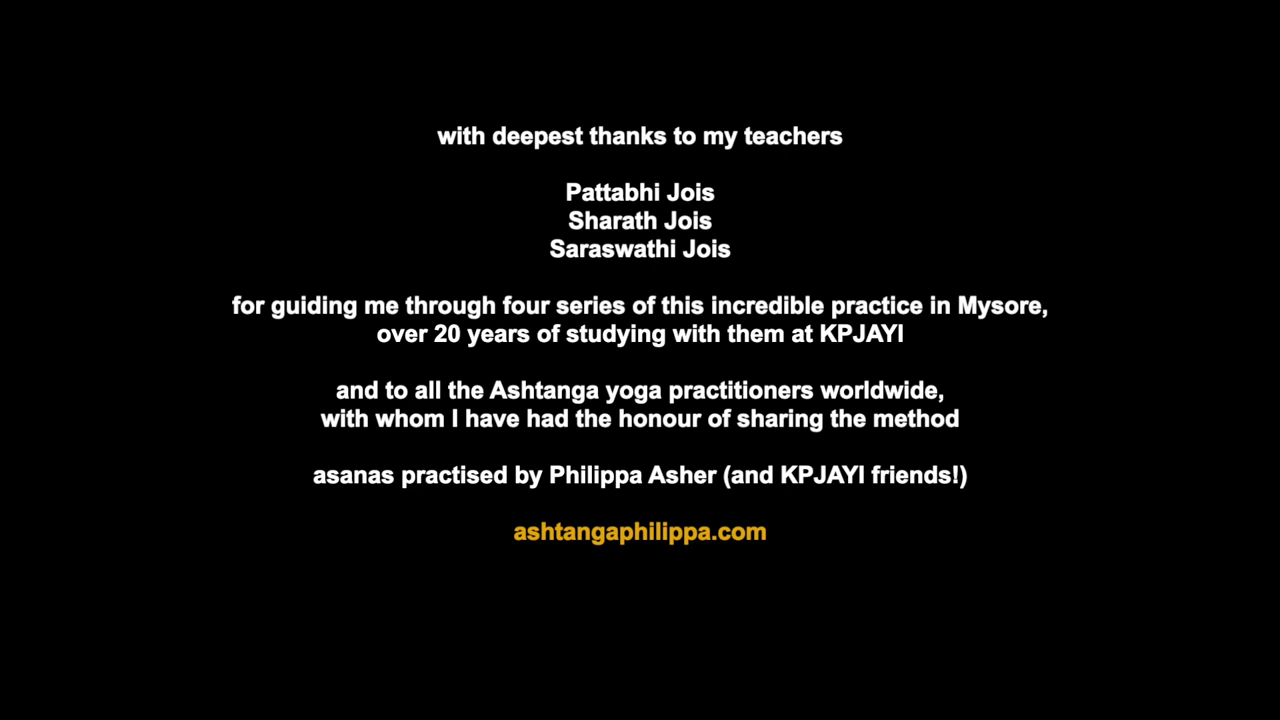 with deepest thanks to my teachers
Pattabhi Jois
Sharath Jois
Saraswathi Jois
for guiding me through four series of this incredible practice in Mysore,
over 20 years of studying with them at KPJAYI
and to all the Ashtanga yoga practitioners worldwide,
with whom I have had the honour of sharing the method
asanas practised by Philippa Asher (and KPJAYI friends!)
ashtangaphilippa.com